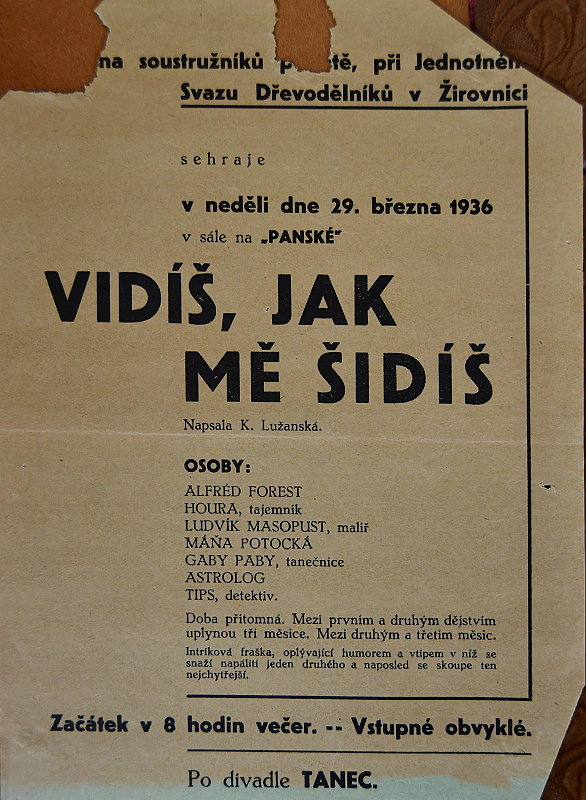 na soustružníků při Jednotném
Svazu Dřevodělníků v Žirovnici
sehraje
v neděli dne 29. března 1936
v sále na „PANSKÉ”
VIDÍŠ, JAK
MĚ ŠIDÍŠ
Napsala K. Lužanská.
OSOBY:
ALFRÉD FOREST
HOURA, tajemník
LUDVÍK MASOPUST, malíř
MÁŇA POTOCKÁ
GABY PABY, tanečnice
ASTROLOG
TIPS, detektiv.
Doba přítomná. Mezi prvním a druhým dějstvím
uplynou tři měsíce. Mezi druhým a třetím měsíc.
Intriková fraška, oplývající humorem a vtipem v níž se
snaží napáliti jeden druhého a naposled se skoupe ten
nejchytřejší.
Začátek v 8 hodin večer. -- Vstupné obvyklé.
Po divadle TANEC.